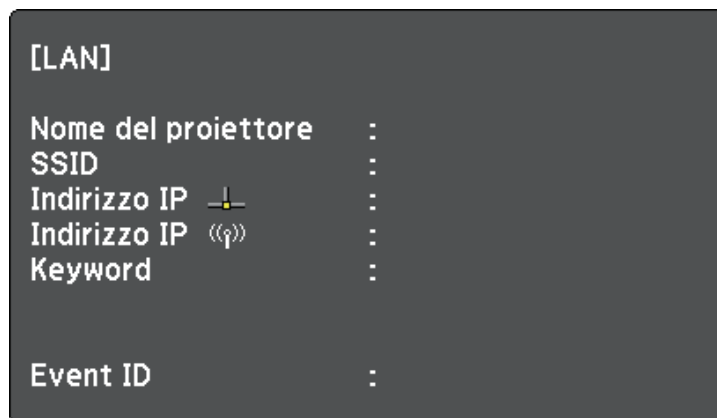 [LAN]
Nome del proiettore :
SSID :
Indirizzo IP :
Indirizzo IP :
Keyword :
Event ID :